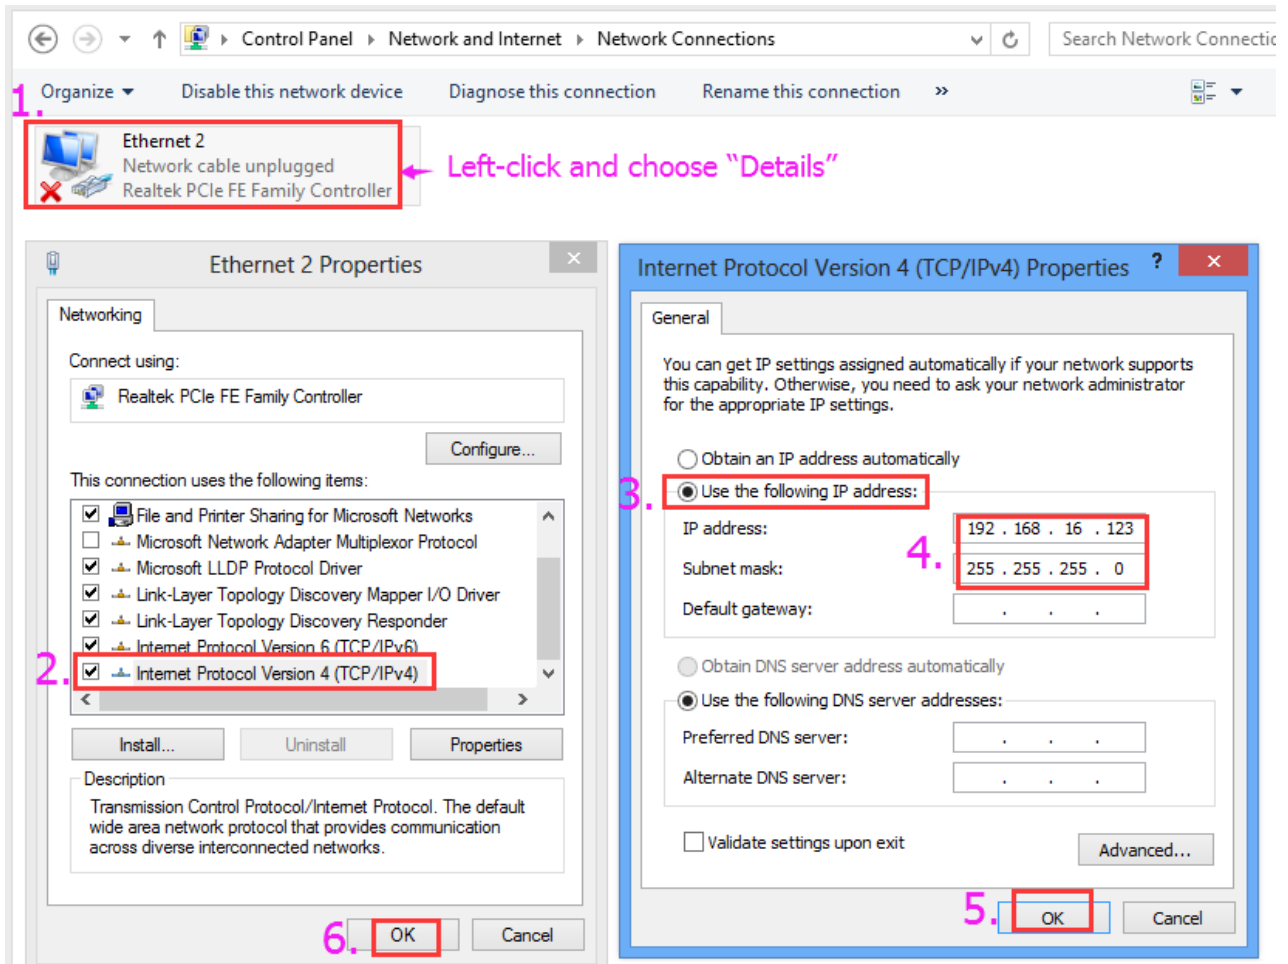 Control Panel Network and Internet Network Connections
Search Network Connectio
Organize Disable this network device Diagnose this connection Rename this connection »
1.
Ethernet 2
Network cable unplugged
Realtek PCIe FE Family Controller
Left-click and choose “Details”
Ethernet 2 Properties
Networking
Connect using:
Realtek PCIe FE Family Controller
Configure...
This connection uses the following items:
File and Printer Sharing for Microsoft Networks
Microsoft Network Adapter Multiplexor Protocol
Microsoft LLDP Protocol Driver
Link-Layer Topology Discovery Mapper I/O Driver
Link-Layer Topology Discovery Responder
Internet Protocol Version 6 (TCP/IPv6)
2.
Internet Protocol Version 4 (TCP/IPv4)
Install... Uninstall Properties
Description
Transmission Control Protocol/Internet Protocol. The default
wide area network protocol that provides communication
across diverse interconnected networks.
6.
OK Cancel
Internet Protocol Version 4 (TCP/IPv4) Properties ?
General
You can get IP settings assigned automatically if your network supports
this capability. Otherwise, you need to ask your network administrator
for the appropriate IP settings.
Obtain an IP address automatically
3.
Use the following IP address:
IP address: 192 . 168 . 16 . 123
4.
Subnet mask: 255 . 255 . 255 . 0
Default gateway: . . .
Obtain DNS server address automatically
Use the following DNS server addresses:
Preferred DNS server: . . .
Alternate DNS server: . . .
Validate settings upon exit
Advanced...
5.
OK Cancel